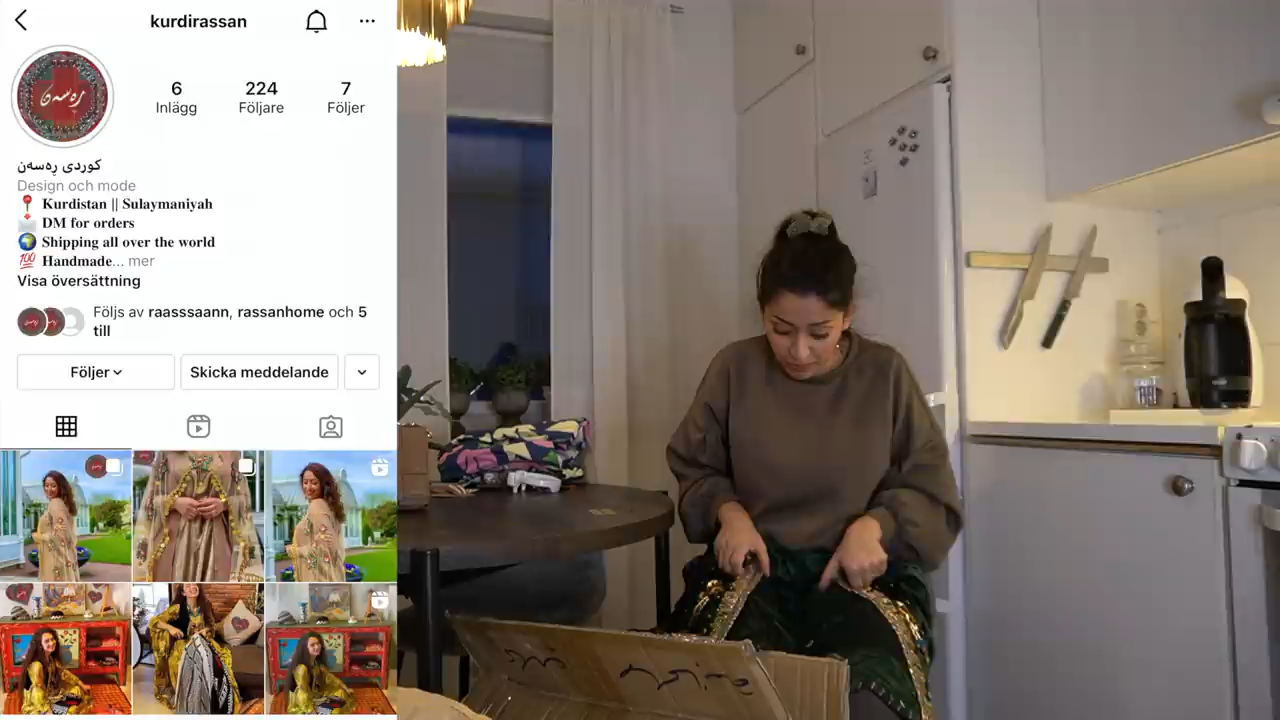 kurdirassan
6
224
7
Inlägg
Följare
Följer
ڕەسەن
کوردی ڕەسەن
Design och mode
Kurdistan || Sulaymaniyah
DM for orders
Shipping all over the world
Handmade... mer
Visa översättning
Följs av raasssaann, rassanhome och 5
till
Följer
Skicka meddelande